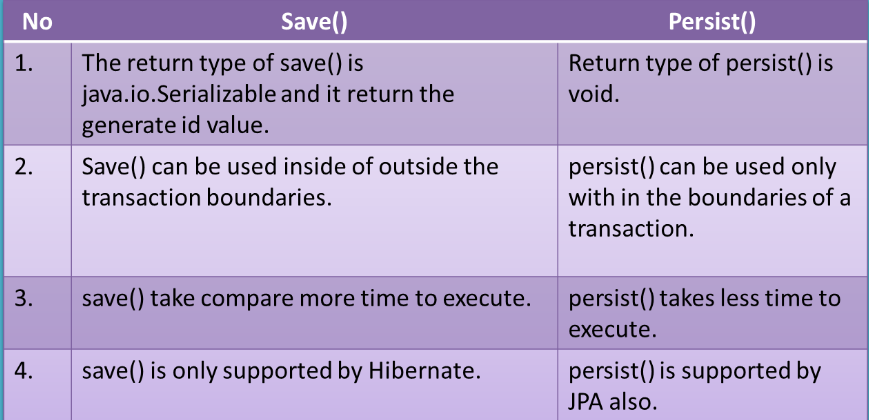 No Save() Persist()
1. The return type of save() is
java.io.Serializable and it return the
generate id value.
Return type of persist() is
void.
2. Save() can be used inside of outside the
transaction boundaries.
persist() can be used only
with in the boundaries of a
transaction.
3. save() take compare more time to execute.
persist() takes less time to
execute.
4. save() is only supported by Hibernate.
persist() is supported by
JPA also.